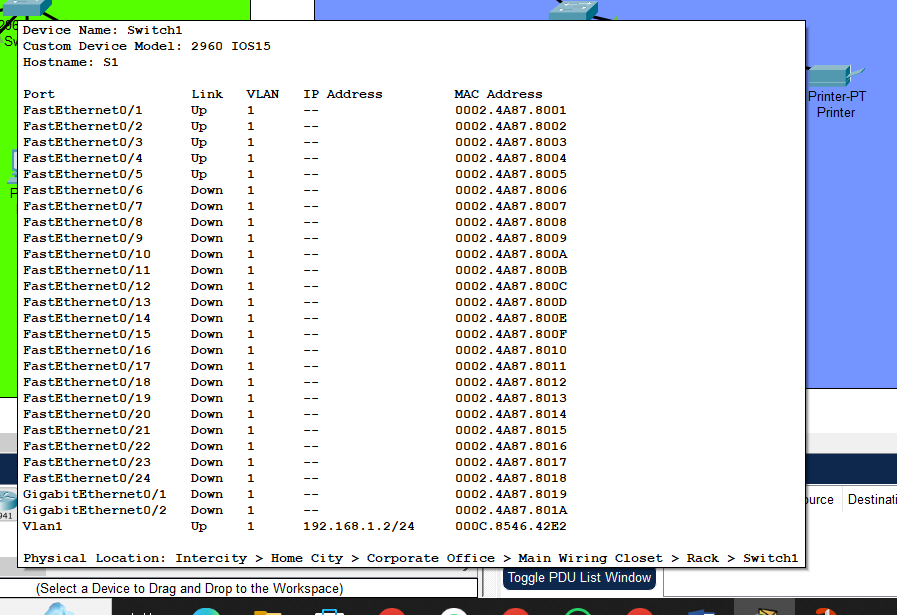 Device Name: Switch1
Custom Device Model: 2960 IOS15
Hostname: S1
Port Link VLAN IP Address MAC Address
FastEthernet0/1 Up 1 -- 0002.4A87.8001
FastEthernet0/2 Up 1 -- 0002.4A87.8002
FastEthernet0/3 Up 1 -- 0002.4A87.8003
FastEthernet0/4 Up 1 -- 0002.4A87.8004
FastEthernet0/5 Up 1 -- 0002.4A87.8005
FastEthernet0/6 Down 1 -- 0002.4A87.8006
FastEthernet0/7 Down 1 -- 0002.4A87.8007
FastEthernet0/8 Down 1 -- 0002.4A87.8008
FastEthernet0/9 Down 1 -- 0002.4A87.8009
FastEthernet0/10 Down 1 -- 0002.4A87.800A
FastEthernet0/11 Down 1 -- 0002.4A87.800B
FastEthernet0/12 Down 1 -- 0002.4A87.800C
FastEthernet0/13 Down 1 -- 0002.4A87.800D
FastEthernet0/14 Down 1 -- 0002.4A87.800E
FastEthernet0/15 Down 1 -- 0002.4A87.800F
FastEthernet0/16 Down 1 -- 0002.4A87.8010
FastEthernet0/17 Down 1 -- 0002.4A87.8011
FastEthernet0/18 Down 1 -- 0002.4A87.8012
FastEthernet0/19 Down 1 -- 0002.4A87.8013
FastEthernet0/20 Down 1 -- 0002.4A87.8014
FastEthernet0/21 Down 1 -- 0002.4A87.8015
FastEthernet0/22 Down 1 -- 0002.4A87.8016
FastEthernet0/23 Down 1 -- 0002.4A87.8017
FastEthernet0/24 Down 1 -- 0002.4A87.8018
GigabitEthernet0/1 Down 1 -- 0002.4A87.8019
GigabitEthernet0/2 Down 1 -- 0002.4A87.801A
Vlan1 Up 1 192.168.1.2/24 000C.8546.42E2
Physical Location: Intercity > Home City > Corporate Office > Main Wiring Closet > Rack > Switch1
Printer-PT
Printer
ource Destinati
941
(Select a Device to Drag and Drop to the Workspace)
Toggle PDU List Window